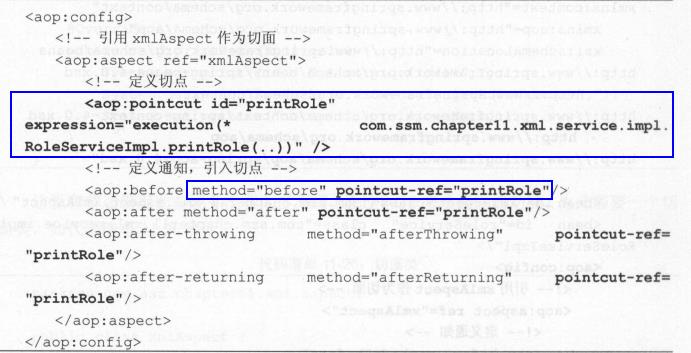 <aop:config>
<!-- 引用 xmlAspect 作为切面 -->
<aop:aspect ref="xmlAspect">
<!-- 定义切点 -->
<aop:pointcut id="printRole"
expression="execution(* com.ssm.chapter11.xml.service.impl.
RoleServiceImpl.printRole(..))" />
<!-- 定义通知，引入切点 -->
<aop:before method="before" pointcut-ref="printRole"/>
<aop:after method="after" pointcut-ref="printRole"/>
<aop:after-throwing method="afterThrowing" pointcut-ref=
"printRole"/>
<aop:after-returning method="afterReturning" pointcut-ref=
"printRole"/>
</aop:aspect>
</aop:config>